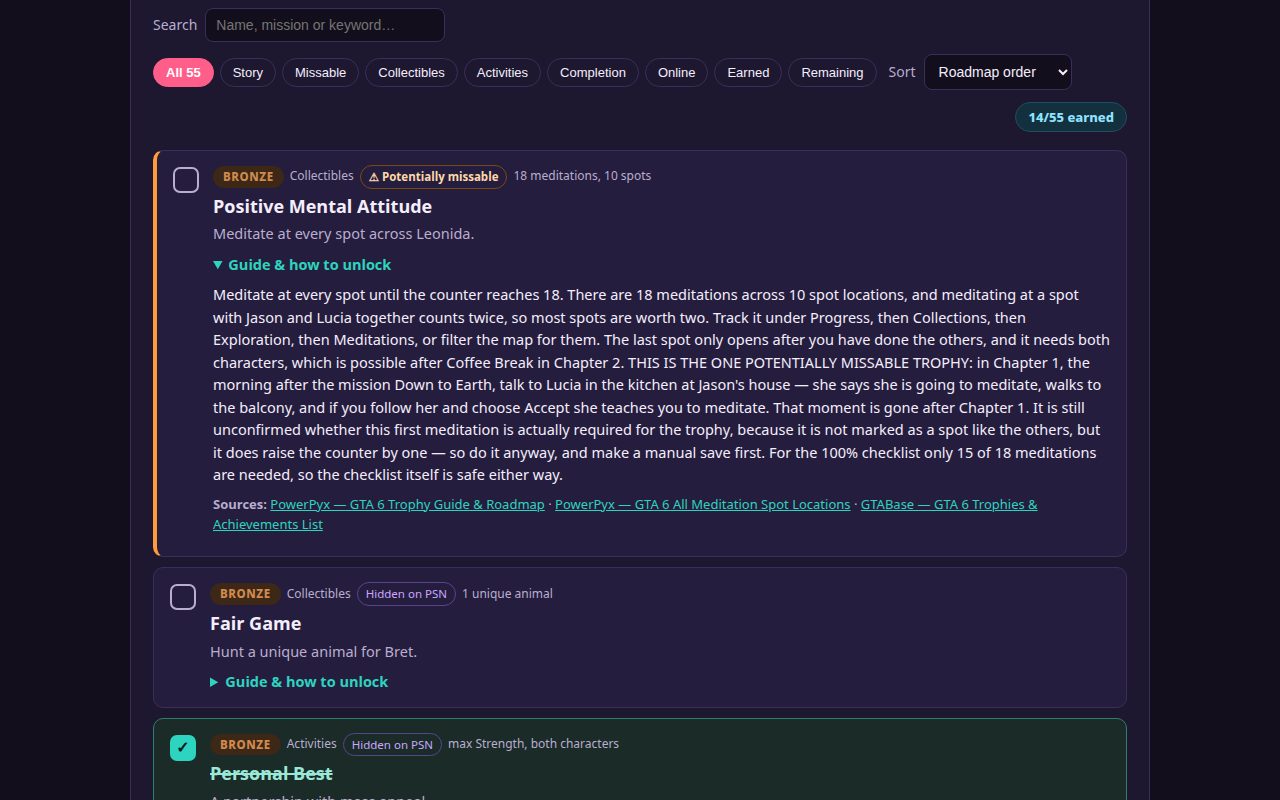 Search Name, mission or keyword…
All 55 Story Missable Collectibles Activities Completion Online Earned Remaining Sort Roadmap order
14/55 earned
BRONZE Collectibles ⚠ Potentially missable 18 meditations, 10 spots
Positive Mental Attitude
Meditate at every spot across Leonida.
▼ Guide & how to unlock
Meditate at every spot until the counter reaches 18. There are 18 meditations across 10 spot locations, and meditating at a spot
with Jason and Lucia together counts twice, so most spots are worth two. Track it under Progress, then Collections, then
Exploration, then Meditations, or filter the map for them. The last spot only opens after you have done the others, and it needs both
characters, which is possible after Coffee Break in Chapter 2. THIS IS THE ONE POTENTIALLY MISSABLE TROPHY: in Chapter 1, the
morning after the mission Down to Earth, talk to Lucia in the kitchen at Jason's house — she says she is going to meditate, walks to
the balcony, and if you follow her and choose Accept she teaches you to meditate. That moment is gone after Chapter 1. It is still
unconfirmed whether this first meditation is actually required for the trophy, because it is not marked as a spot like the others, but
it does raise the counter by one — so do it anyway, and make a manual save first. For the 100% checklist only 15 of 18 meditations
are needed, so the checklist itself is safe either way.
Sources: PowerPyx — GTA 6 Trophy Guide & Roadmap · PowerPyx — GTA 6 All Meditation Spot Locations · GTABase — GTA 6 Trophies &
Achievements List
BRONZE Collectibles Hidden on PSN 1 unique animal
Fair Game
Hunt a unique animal for Bret.
▶ Guide & how to unlock
✓ BRONZE Activities Hidden on PSN max Strength, both characters
Personal Best